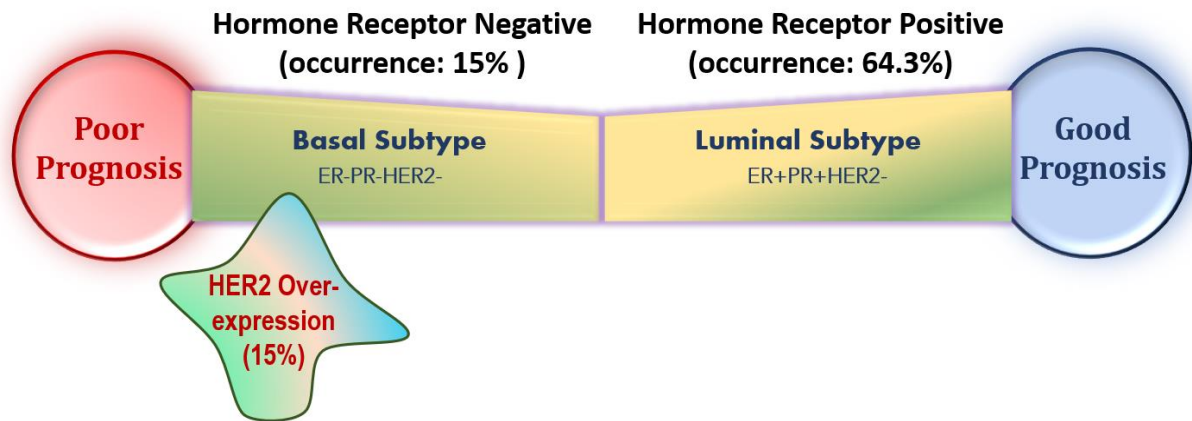 Hormone Receptor Negative
(occurrence: 15% )
Hormone Receptor Positive
(occurrence: 64.3%)
Poor
Prognosis
Basal Subtype
ER-PR-HER2-
Luminal Subtype
ER+PR+HER2-
Good
Prognosis
HER2 Over-
expression
(15%)